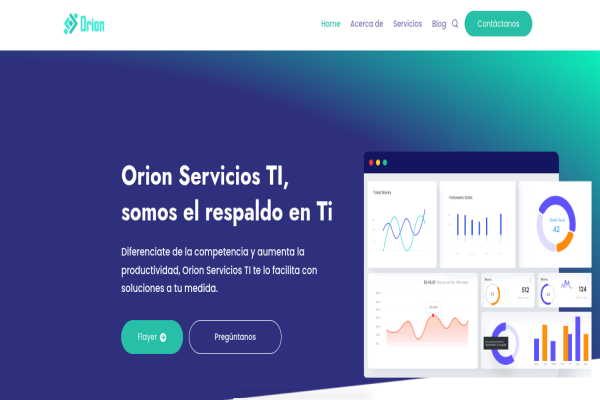 Orion
Home Acerca de Servicios Blog Contáctanos
Orion Servicios TI,
somos el respaldo en Ti
Diferenciate de la competencia y aumenta la
productividad, Orion Servicios TI te lo facilita con
soluciones a tu medida.
Flayer
Pregúntanos
Total Works
Followers Stats
42
512
124